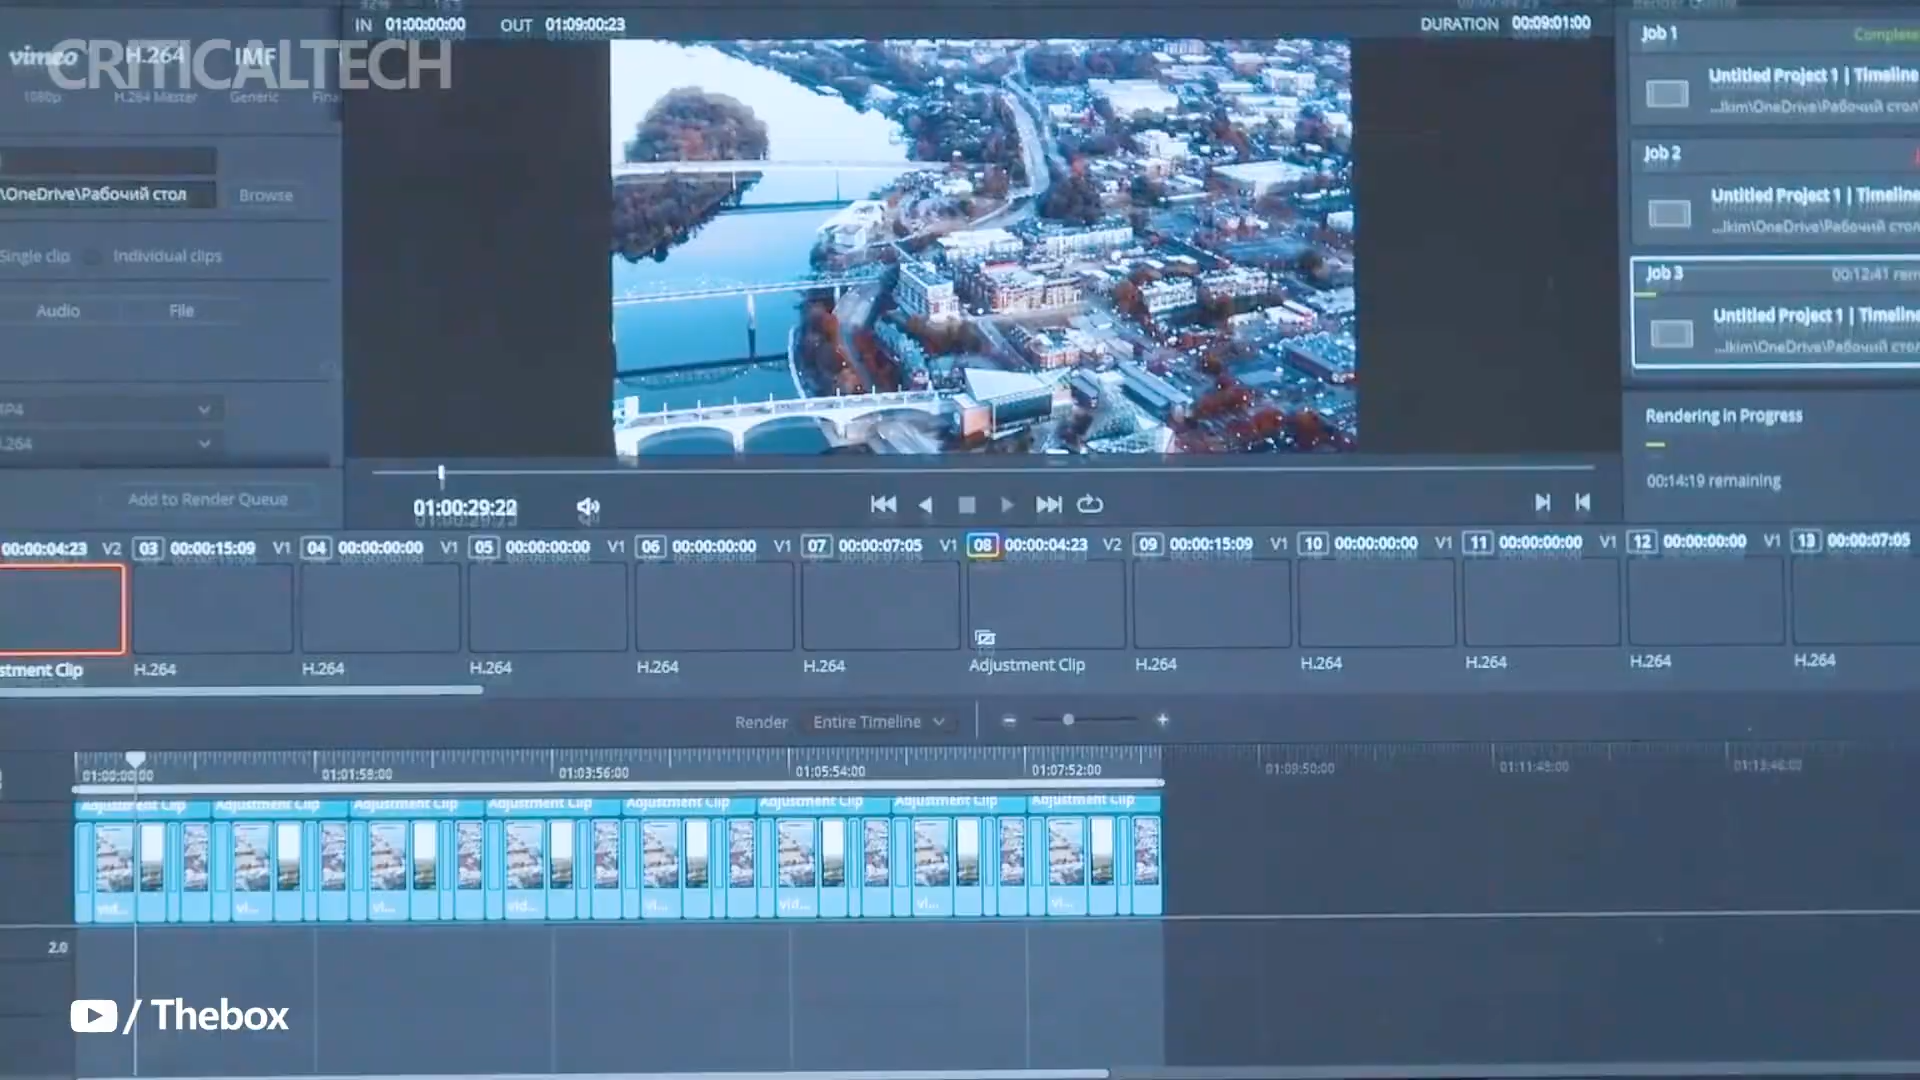 IN 01:00:00:00 OUT 01:09:00:23 DURATION 00:09:01:00
vimeo H.264 IMF
CRITICALTECH
1080p H.264 Master Generic
\OneDrive\Рабочий стол Browse
Single clip Individual clips
Audio File
Add to Render Queue
01:00:29:22
Job 1
Untitled Project 1 | Timeline
...lkim\OneDrive\Рабочий стол
Job 2
Untitled Project 1 | Timeline
...lkim\OneDrive\Рабочий стол
Job 3 00:12:41
Untitled Project 1 | Timeline
...lkim\OneDrive\Рабочий стол
Rendering in Progress
00:14:19 remaining
00:00:04:23 V2 03 00:00:15:09 V1 04 00:00:00:00 V1 05 00:00:00:00 V1 06 00:00:00:00 V1 07 00:00:07:05 V1 08 00:00:04:23 V2 09 00:00:15:09 V1 10 00:00:00:00 V1 11 00:00:00:00 V1 12 00:00:00:00 V1 13 00:00:07:05
stment Clip H.264 H.264 H.264 H.264 H.264 Adjustment Clip H.264 H.264 H.264 H.264 H.264
Render Entire Timeline
01:00:00:00 01:01:58:00 01:03:56:00 01:05:54:00 01:07:52:00 01:09:50:00 01:11:48:00 01:13:46:00
Adjustment Clip Adjustment Clip Adjustment Clip Adjustment Clip Adjustment Clip Adjustment Clip Adjustment Clip Adjustment Clip
vid... vi... vi... vid... vi... vid... vi... vi...
2.0
/ Thebox